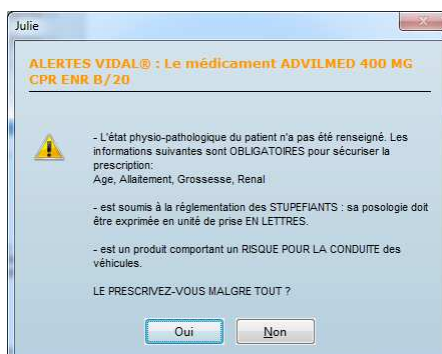 Julie
ALERTES VIDAL® : Le médicament ADVILMED 400 MG
CPR ENR B/20
- L'état physio-pathologique du patient n'a pas été renseigné. Les
informations suivantes sont OBLIGATOIRES pour sécuriser la
prescription:
Age, Allaitement, Grossesse, Renal
- est soumis à la réglementation des STUPEFIANTS : sa posologie doit
être exprimée en unité de prise EN LETTRES.
- est un produit comportant un RISQUE POUR LA CONDUITE des
véhicules.
LE PRESCRIVEZ-VOUS MALGRE TOUT ?
Oui Non